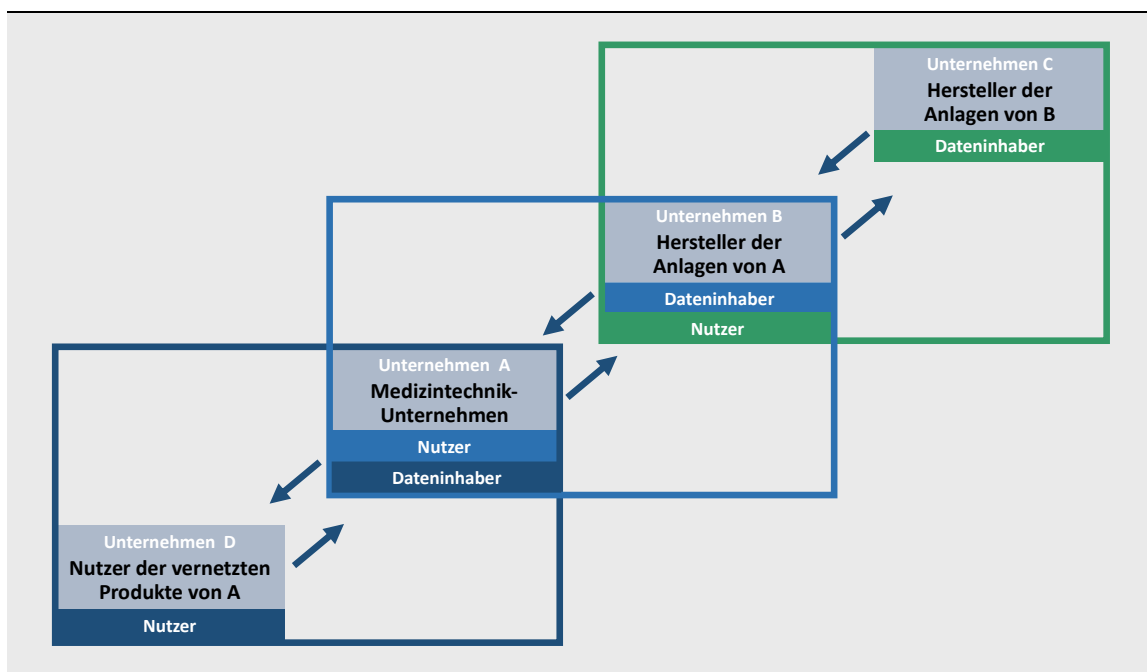 Unternehmen C
Hersteller der
Anlagen von B
Dateninhaber
Unternehmen B
Hersteller der
Anlagen von A
Dateninhaber
Nutzer
Unternehmen A
Medizintechnik-
Unternehmen
Nutzer
Dateninhaber
Unternehmen D
Nutzer der vernetzten
Produkte von A
Nutzer